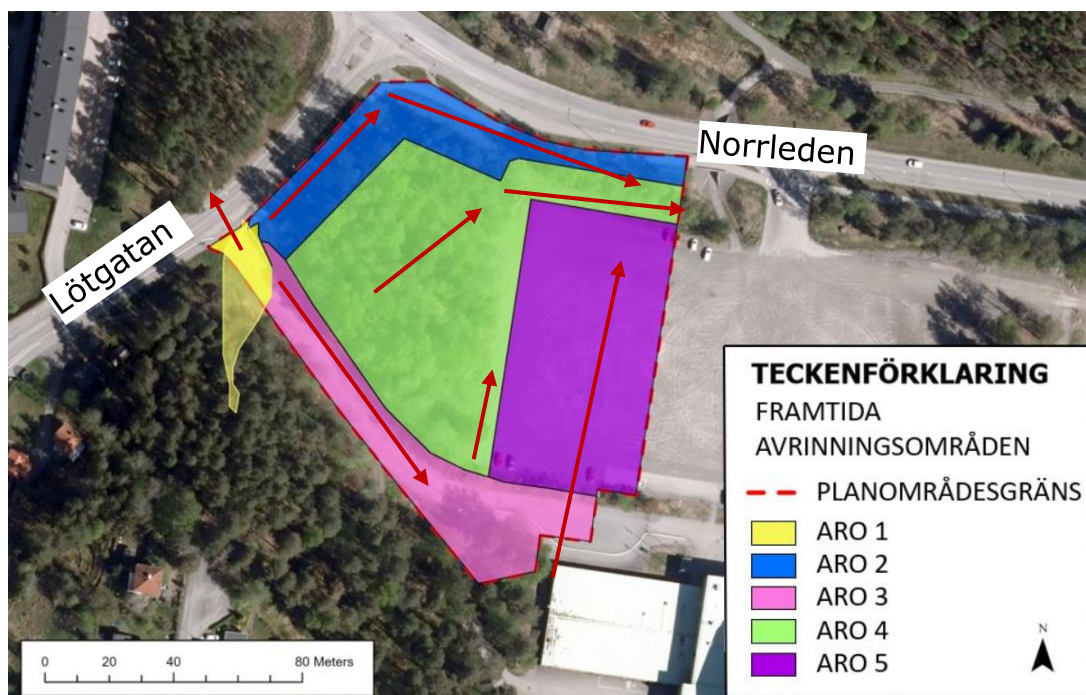 Norrleden
Lötgatan
TECKENFÖRKLARING
FRAMTIDA
AVRINNINGSOMRÅDEN
PLANOMRÅDESGRÄNS
ARO 1
ARO 2
ARO 3
ARO 4
ARO 5
N
0 20 40 80 Meters